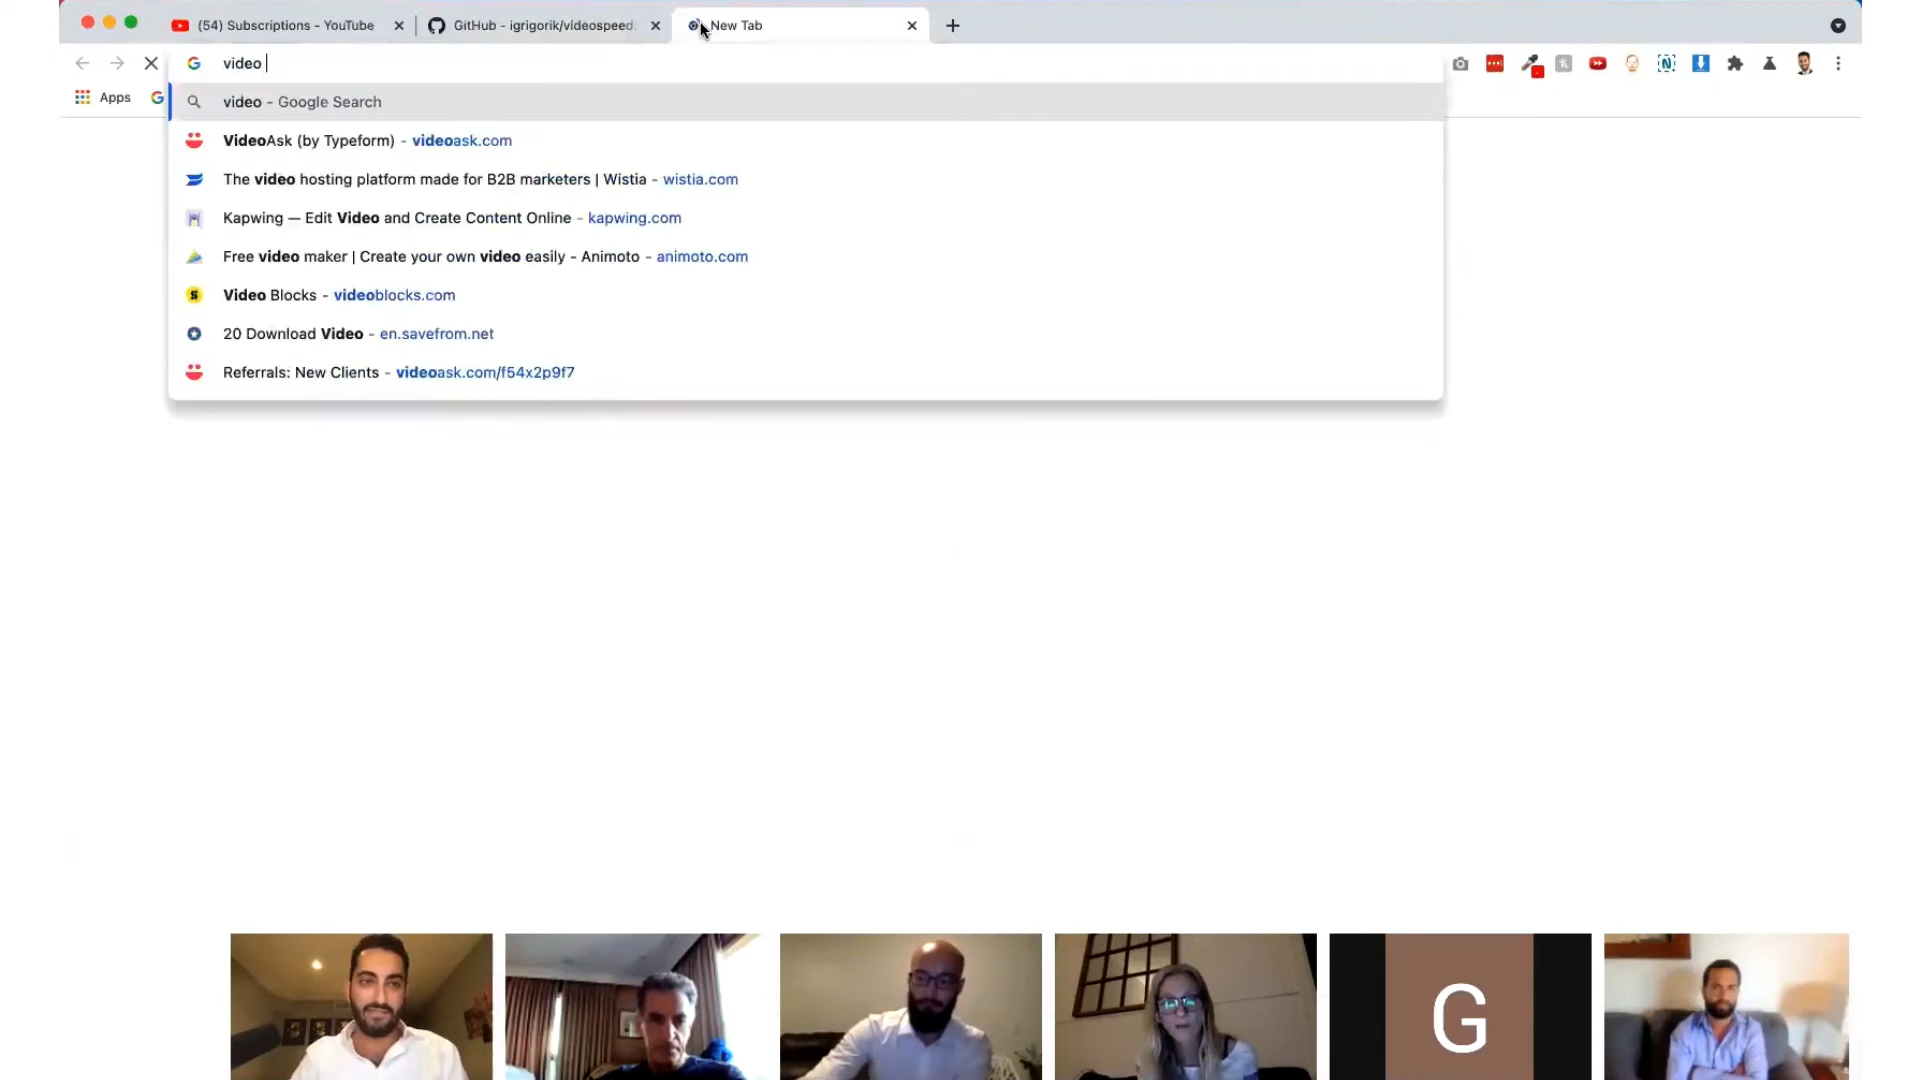 (54) Subscriptions - YouTube
GitHub - igrigorik/videospeed
New Tab
video
Apps
video - Google Search
VideoAsk (by Typeform) - videoask.com
The video hosting platform made for B2B marketers | Wistia - wistia.com
Kapwing — Edit Video and Create Content Online - kapwing.com
Free video maker | Create your own video easily - Animoto - animoto.com
Video Blocks - videoblocks.com
20 Download Video - en.savefrom.net
Referrals: New Clients - videoask.com/f54x2p9f7
G